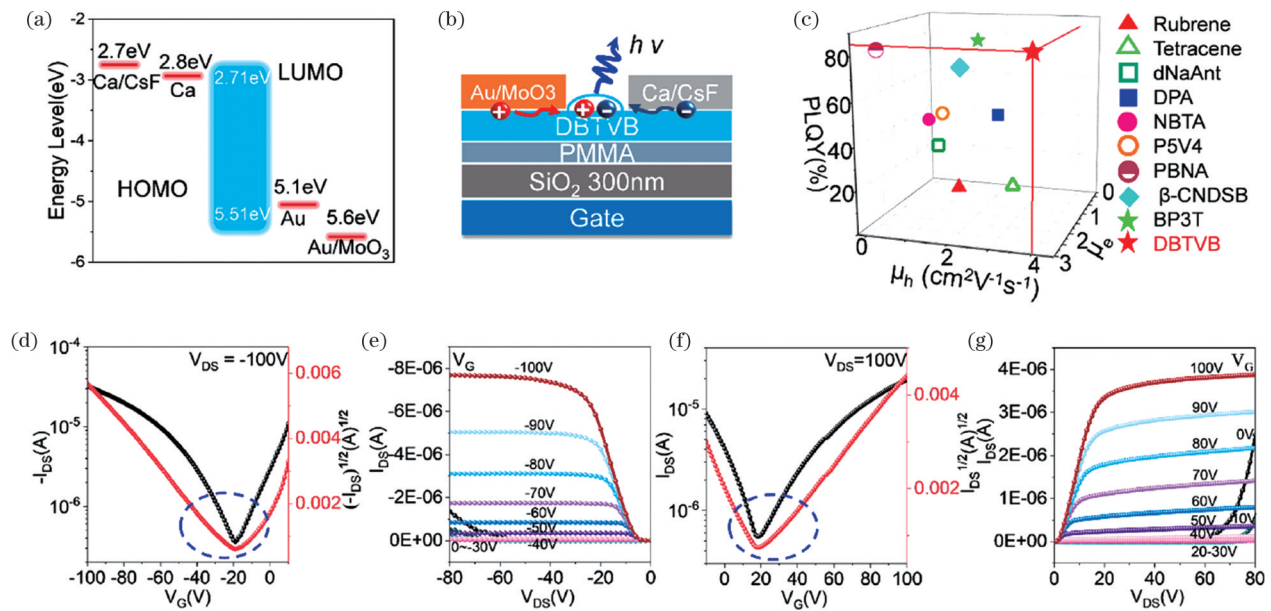 (a)
-2
-3
-4
-5
-6
Energy Level(eV)
2.7eV
Ca/CsF
2.8eV
Ca
LUMO
2.71eV
HOMO
5.51eV
5.1eV
Au
5.6eV
Au/MoO3
(b)
h ν
Au/MoO3
Ca/CsF
+ + - -
DBTVB
PMMA
SiO2 300nm
Gate
(c)
PLQY(%)
80
60
40
20
0 2 4
μh (cm2V-1s-1)
0
1
2
3
μe
Rubrene
Tetracene
dNaAnt
DPA
NBTA
P5V4
PBNA
β-CNDSB
BP3T
DBTVB
(d)
VDS = -100V
10-4
10-5
10-6
-IDS(A)
0.006
0.004
0.002
(-IDS)1/2(A)1/2
-100 -80 -60 -40 -20 0
VG(V)
(e)
VG
-100V
-90V
-80V
-70V
-60V
-50V
-40V
0~-30V
-8E-06
-6E-06
-4E-06
-2E-06
0E+00
IDS(A)
-80 -60 -40 -20 0
VDS(V)
(f)
VDS=100V
10-5
10-6
IDS(A)
0.004
0.002
IDS1/2(A)1/2
0 20 40 60 80 100
VG(V)
(g)
VG
100V
90V
0V
80V
70V
60V
50V
10V
40V
20-30V
4E-06
3E-06
2E-06
1E-06
0E+00
IDS(A)
0 20 40 60 80
VDS(V)